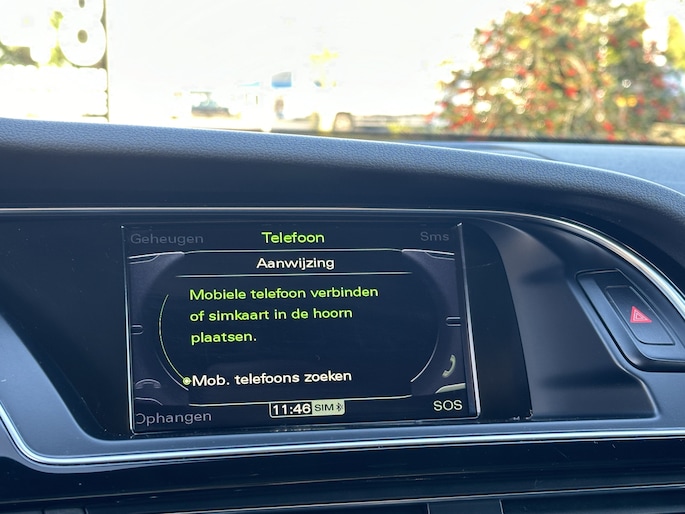 8
Geheugen Telefoon Sms
Aanwijzing
Mobiele telefoon verbinden
of simkaart in de hoorn
plaatsen.
Mob. telefoons zoeken
Ophangen 11:46 SIM SOS